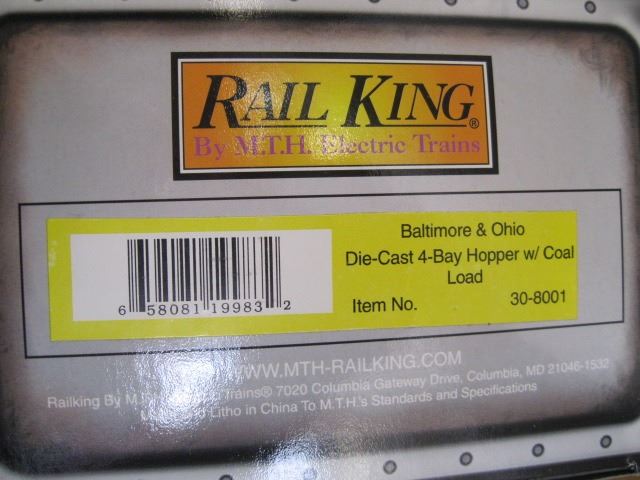 RAIL KING®
By M.T.H. Electric Trains
Baltimore & Ohio
Die-Cast 4-Bay Hopper w/ Coal
Load
Item No. 30-8001
6 58081 19983 2
WWW.MTH-RAILKING.COM
Railking By M.T.H. Trains® 7020 Columbia Gateway Drive, Columbia, MD 21046-1532
Litho in China To M.T.H.'s Standards and Specifications